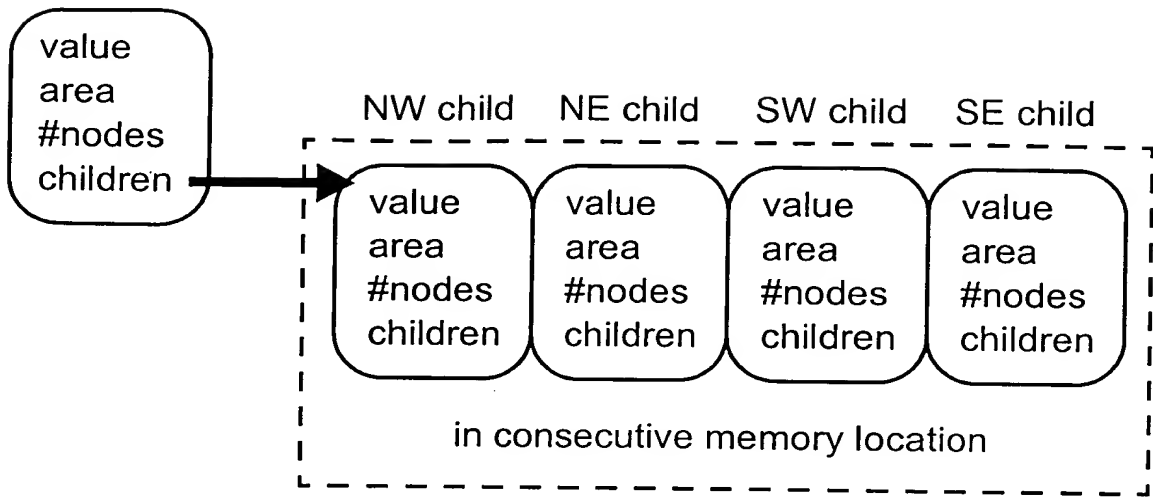 value
area
#nodes
children
NW child NE child SW child SE child
value value value value
area area area area
#nodes #nodes #nodes #nodes
children children children children
in consecutive memory location